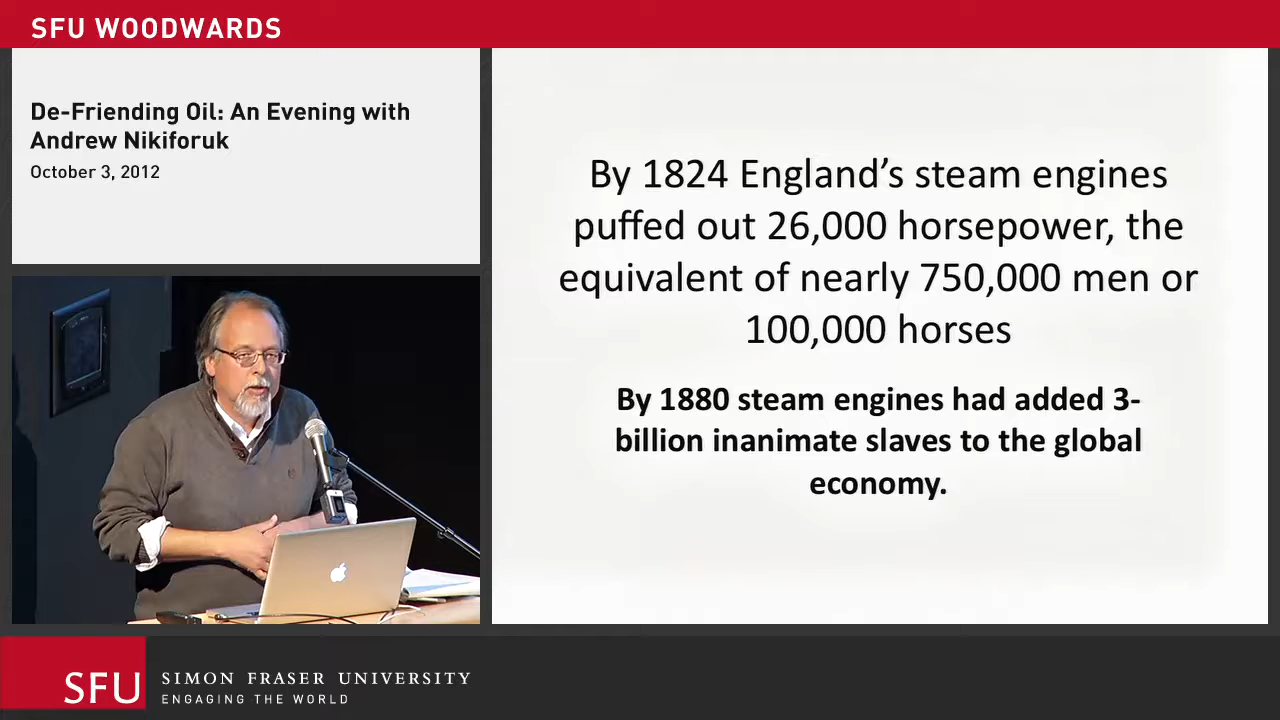 SFU WOODWARDS
De-Friending Oil: An Evening with
Andrew Nikiforuk
October 3, 2012
By 1824 England’s steam engines
puffed out 26,000 horsepower, the
equivalent of nearly 750,000 men or
100,000 horses
By 1880 steam engines had added 3-
billion inanimate slaves to the global
economy.
SFU
SIMON FRASER UNIVERSITY
ENGAGING THE WORLD